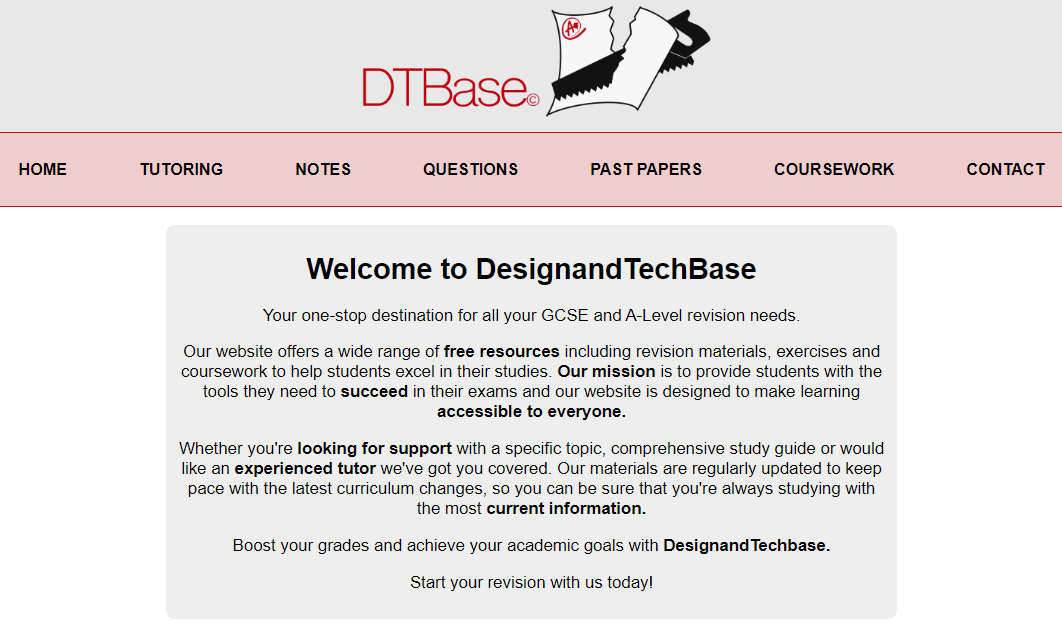 A*
DTBase©
HOME TUTORING NOTES QUESTIONS PAST PAPERS COURSEWORK CONTACT
Welcome to DesignandTechBase
Your one-stop destination for all your GCSE and A-Level revision needs.
Our website offers a wide range of free resources including revision materials, exercises and
coursework to help students excel in their studies. Our mission is to provide students with the
tools they need to succeed in their exams and our website is designed to make learning
accessible to everyone.
Whether you're looking for support with a specific topic, comprehensive study guide or would
like an experienced tutor we've got you covered. Our materials are regularly updated to keep
pace with the latest curriculum changes, so you can be sure that you're always studying with
the most current information.
Boost your grades and achieve your academic goals with DesignandTechbase.
Start your revision with us today!